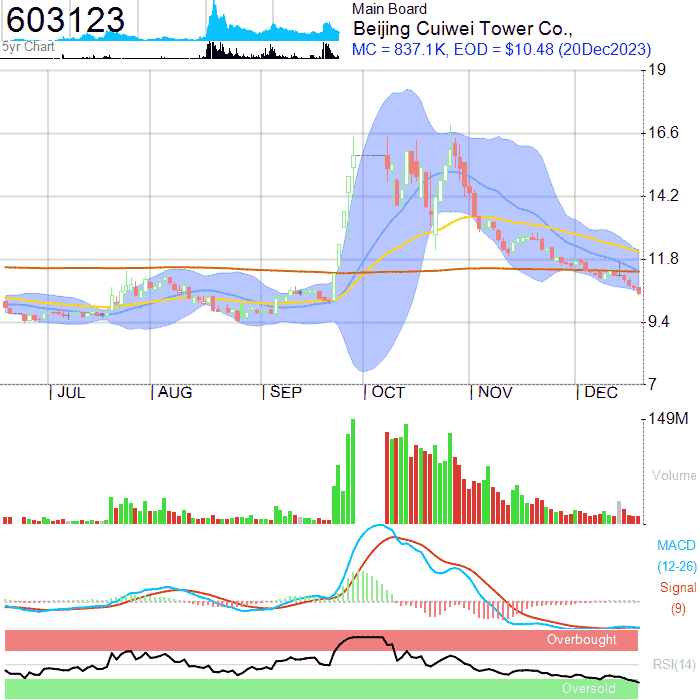 603123
5yr Chart
Main Board
Beijing Cuiwei Tower Co.,
MC = 837.1K, EOD = $10.48 (20Dec2023)
19
16.6
14.2
11.8
9.4
7
JUL AUG SEP OCT NOV DEC
149M
Volume
MACD
(12-26)
Signal
(9)
Overbought
RSI(14)
Oversold